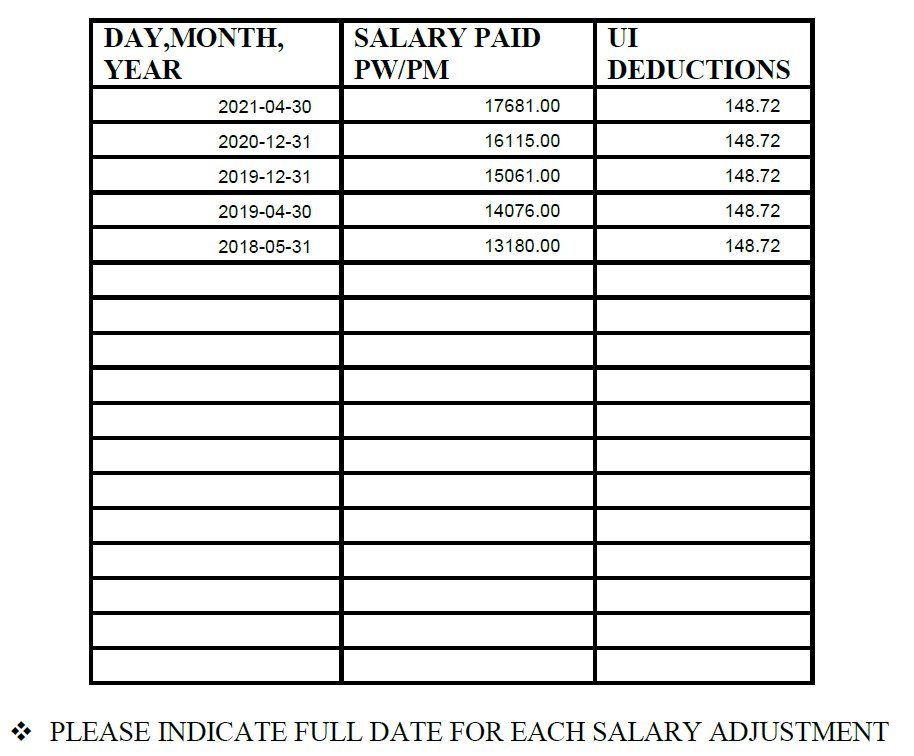 DAY,MONTH, YEAR SALARY PAID PW/PM UI DEDUCTIONS
2021-04-30 17681.00 148.72
2020-12-31 16115.00 148.72
2019-12-31 15061.00 148.72
2019-04-30 14076.00 148.72
2018-05-31 13180.00 148.72
❖ PLEASE INDICATE FULL DATE FOR EACH SALARY ADJUSTMENT